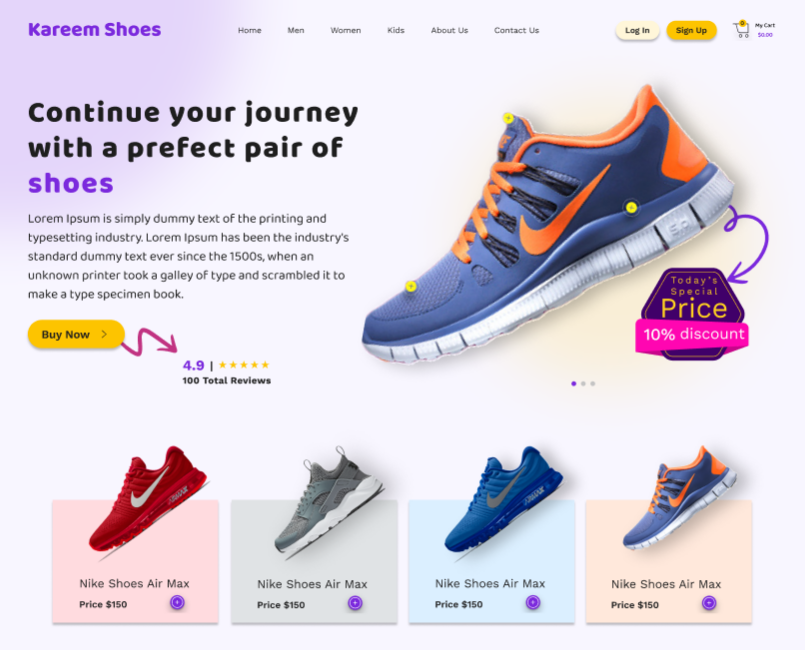 Kareem Shoes
Home Men Women Kids About Us Contact Us
Log In
Sign Up
0
My Cart
$0.00
Continue your journey
with a prefect pair of
shoes
Lorem Ipsum is simply dummy text of the printing and
typesetting industry. Lorem Ipsum has been the industry's
standard dummy text ever since the 1500s, when an
unknown printer took a galley of type and scrambled it to
make a type specimen book.
Buy Now
4.9 | ★★★★★
100 Total Reviews
5.0
Today's
Special
Price
10% discount
Nike Shoes Air Max
Price $150
Nike Shoes Air Max
Price $150
Nike Shoes Air Max
Price $150
Nike Shoes Air Max
Price $150